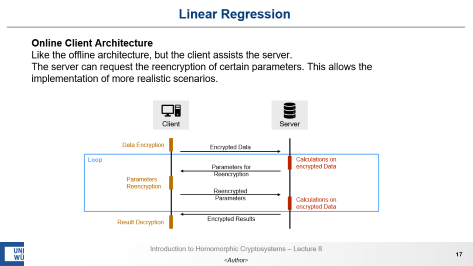 Linear Regression
Online Client Architecture
Like the offline architecture, but the client assists the server.
The server can request the reencryption of certain parameters. This allows the
implementation of more realistic scenarios.
Client
Server
Data Encryption
Encrypted Data
Loop
Calculations on
encrypted Data
Parameters for
Reencryption
Parameters
Reencryption
Reencrypted
Parameters
Calculations on
encrypted Data
Encrypted Results
Result Decryption
UNI
WÜ
Introduction to Homomorphic Cryptosystems – Lecture 8
<Author>
17